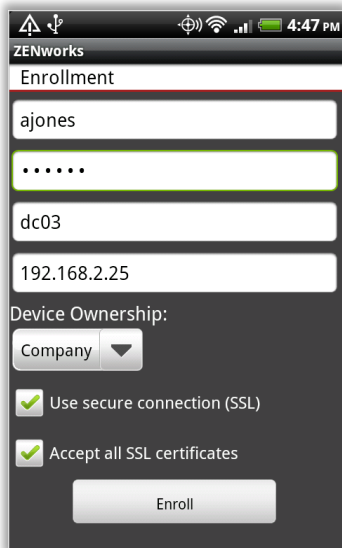 4:47 PM
ZENworks
Enrollment
ajones
••••••
dc03
192.168.2.25
Device Ownership:
Company
Use secure connection (SSL)
Accept all SSL certificates
Enroll